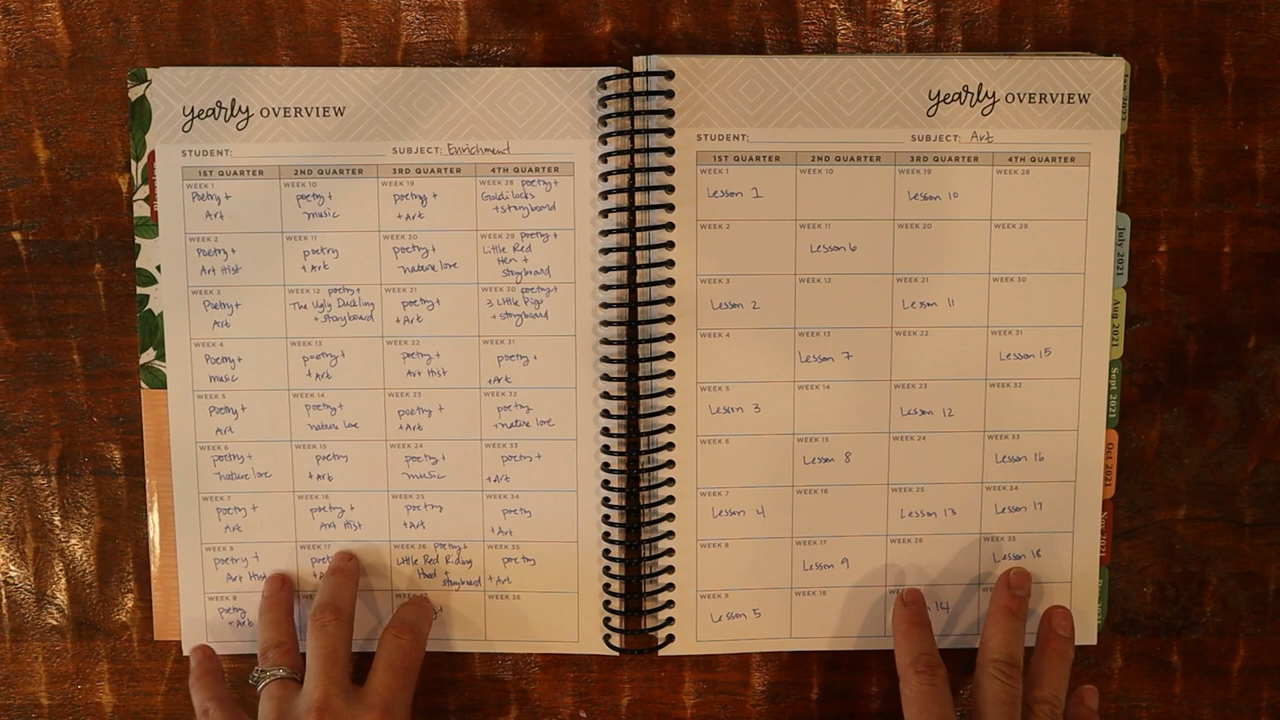 yearly OVERVIEW
STUDENT: SUBJECT: Enrichment
1ST QUARTER 2ND QUARTER 3RD QUARTER 4TH QUARTER
WEEK 1
Poetry +
Art
WEEK 10
poetry +
music
WEEK 19
poetry +
+ Art
WEEK 28 poetry +
Goldilocks
+ storyboard
WEEK 2
Poetry +
Art Hist
WEEK 11
poetry
+ Art
WEEK 20
poetry +
nature love
WEEK 29 poetry +
Little Red
Hen +
storyboard
WEEK 3
Poetry +
Art
WEEK 12 poetry +
The Ugly Duckling
+ storyboard
WEEK 21
poetry +
+ Art
WEEK 30 poetry +
3 Little Pigs
+ storyboard
WEEK 4
Poetry +
music
WEEK 13
poetry +
+ Art
WEEK 22
poetry +
Art Hist
WEEK 31
poetry +
+ Art
WEEK 5
Poetry +
Art
WEEK 14
poetry +
nature love
WEEK 23
poetry +
+ Art
WEEK 32
poetry
+ nature love
WEEK 6
poetry +
nature love
WEEK 15
poetry
+ Art
WEEK 24
poetry +
music
WEEK 33
poetry +
+ Art
WEEK 7
poetry +
Art
WEEK 16
poetry +
Art Hist
WEEK 25
poetry
+ Art
WEEK 34
poetry
+ Art
WEEK 8
poetry +
Art Hist
WEEK 17
WEEK 26 poetry +
Little Red Riding
Hood +
storyboard
WEEK 35
poetry
+ Art
WEEK 9
poetry
+ Art
WEEK 36
yearly OVERVIEW
STUDENT: SUBJECT: Art
1ST QUARTER 2ND QUARTER 3RD QUARTER 4TH QUARTER
WEEK 1
Lesson 1
WEEK 10
WEEK 19
Lesson 10
WEEK 28
WEEK 2
WEEK 11
Lesson 6
WEEK 20
WEEK 29
WEEK 3
Lesson 2
WEEK 12
WEEK 21
Lesson 11
WEEK 30
WEEK 4
WEEK 13
Lesson 7
WEEK 22
WEEK 31
Lesson 15
WEEK 5
Lesson 3
WEEK 14
WEEK 23
Lesson 12
WEEK 32
WEEK 6
WEEK 15
Lesson 8
WEEK 24
WEEK 33
Lesson 16
WEEK 7
Lesson 4
WEEK 16
WEEK 25
Lesson 13
WEEK 34
Lesson 17
WEEK 8
WEEK 17
Lesson 9
WEEK 26
WEEK 35
Lesson 18
WEEK 9
Lesson 5
WEEK 18
14
July 2021
Aug 2021
Sept 2021
Oct 2021